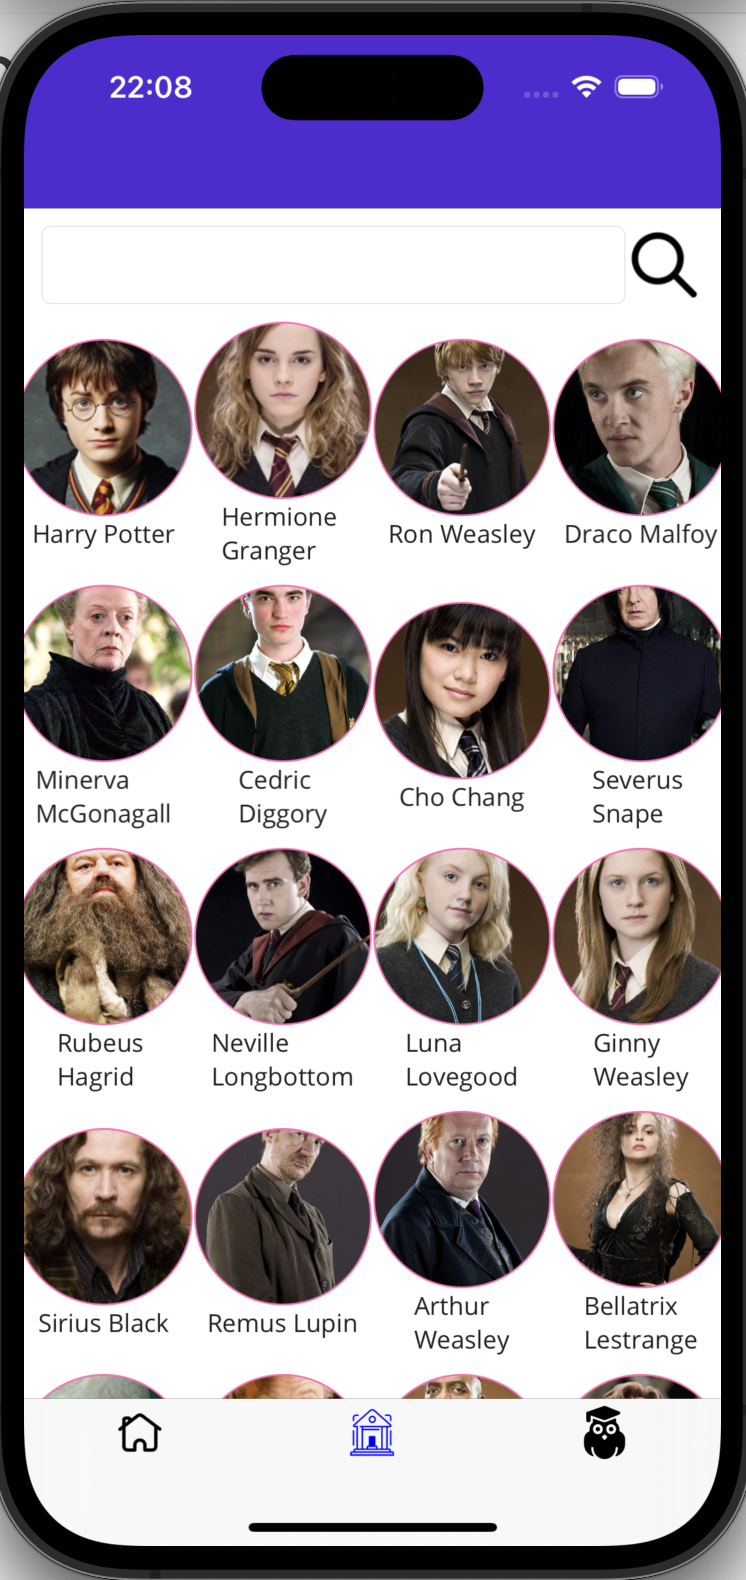 22:08
Harry Potter
Hermione
Granger
Ron Weasley
Draco Malfoy
Minerva
McGonagall
Cedric
Diggory
Cho Chang
Severus
Snape
Rubeus
Hagrid
Neville
Longbottom
Luna
Lovegood
Ginny
Weasley
Sirius Black
Remus Lupin
Arthur
Weasley
Bellatrix
Lestrange